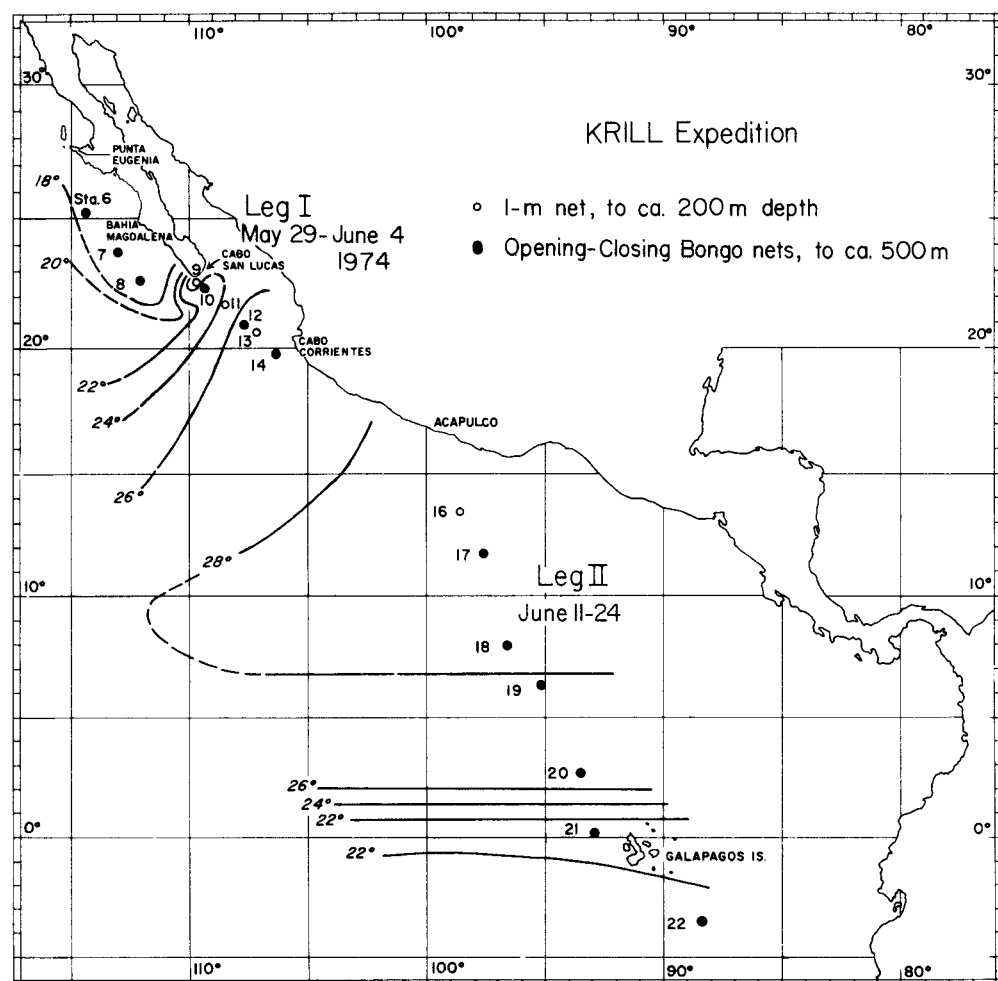 110°
100°
90°
80°
30°
30°
KRILL Expedition
PUNTA
EUGENIA
18°
Sta. 6
Leg I
1-m net, to ca. 200 m depth
BAHIA
MAGDALENA
May 29-June 4
1974
Opening-Closing Bongo nets, to ca. 500 m
7
9
CABO
SAN LUCAS
20°
8
10
11
12
13
20°
20°
CABO
CORRIENTES
14
22°
24°
ACAPULCO
26°
16
17
28°
Leg II
10°
10°
June 11-24
18
19
20
26°
24°
22°
21
0°
0°
22°
GALAPAGOS IS.
22
110°
100°
90°
80°